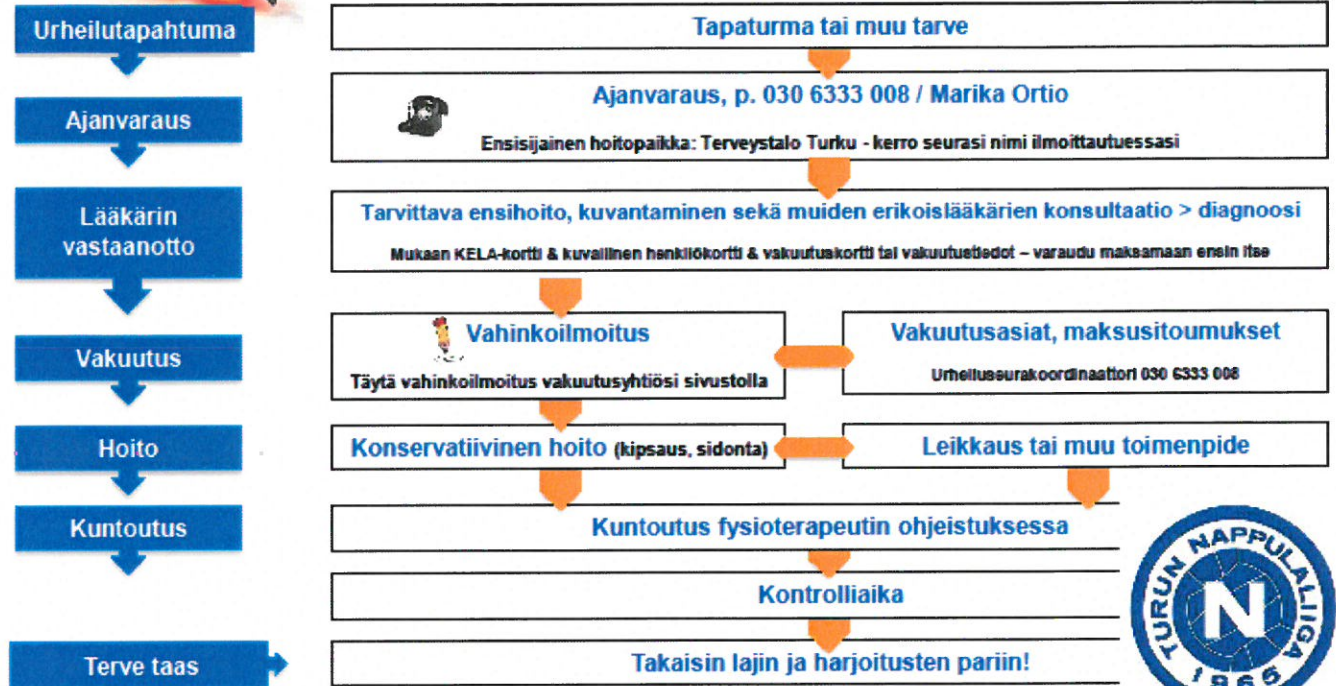 Urheilutapahtuma
Tapaturma tai muu tarve
Ajanvaraus
Ajanvaraus, p. 030 6333 008 / Marika Ortio
Ensisijainen hoitopaikka: Terveystalo Turku - kerro seurasi nimi ilmoittautuessasi
Lääkärin
vastaanotto
Tarvittava ensihoito, kuvantaminen sekä muiden erikoislääkärien konsultaatio > diagnoosi
Mukaan KELA-kortti & kuvallinen henkilökortti & vakuutuskortti tai vakuutustiedot – varaudu maksamaan ensin itse
Vakuutus
Vahinkoilmoitus
Täytä vahinkoilmoitus vakuutusyhtiösi sivustolla
Vakuutusasiat, maksusitoumukset
Urheiluseurakoordinaattori 030 6333 008
Hoito
Konservatiivinen hoito (kipsaus, sidonta)
Leikkaus tai muu toimenpide
Kuntoutus
Kuntoutus fysioterapeutin ohjeistuksessa
Kontrolliaika
Terve taas
Takaisin lajin ja harjoitusten pariin!
TURUN NAPPULALIIGA
N
1965